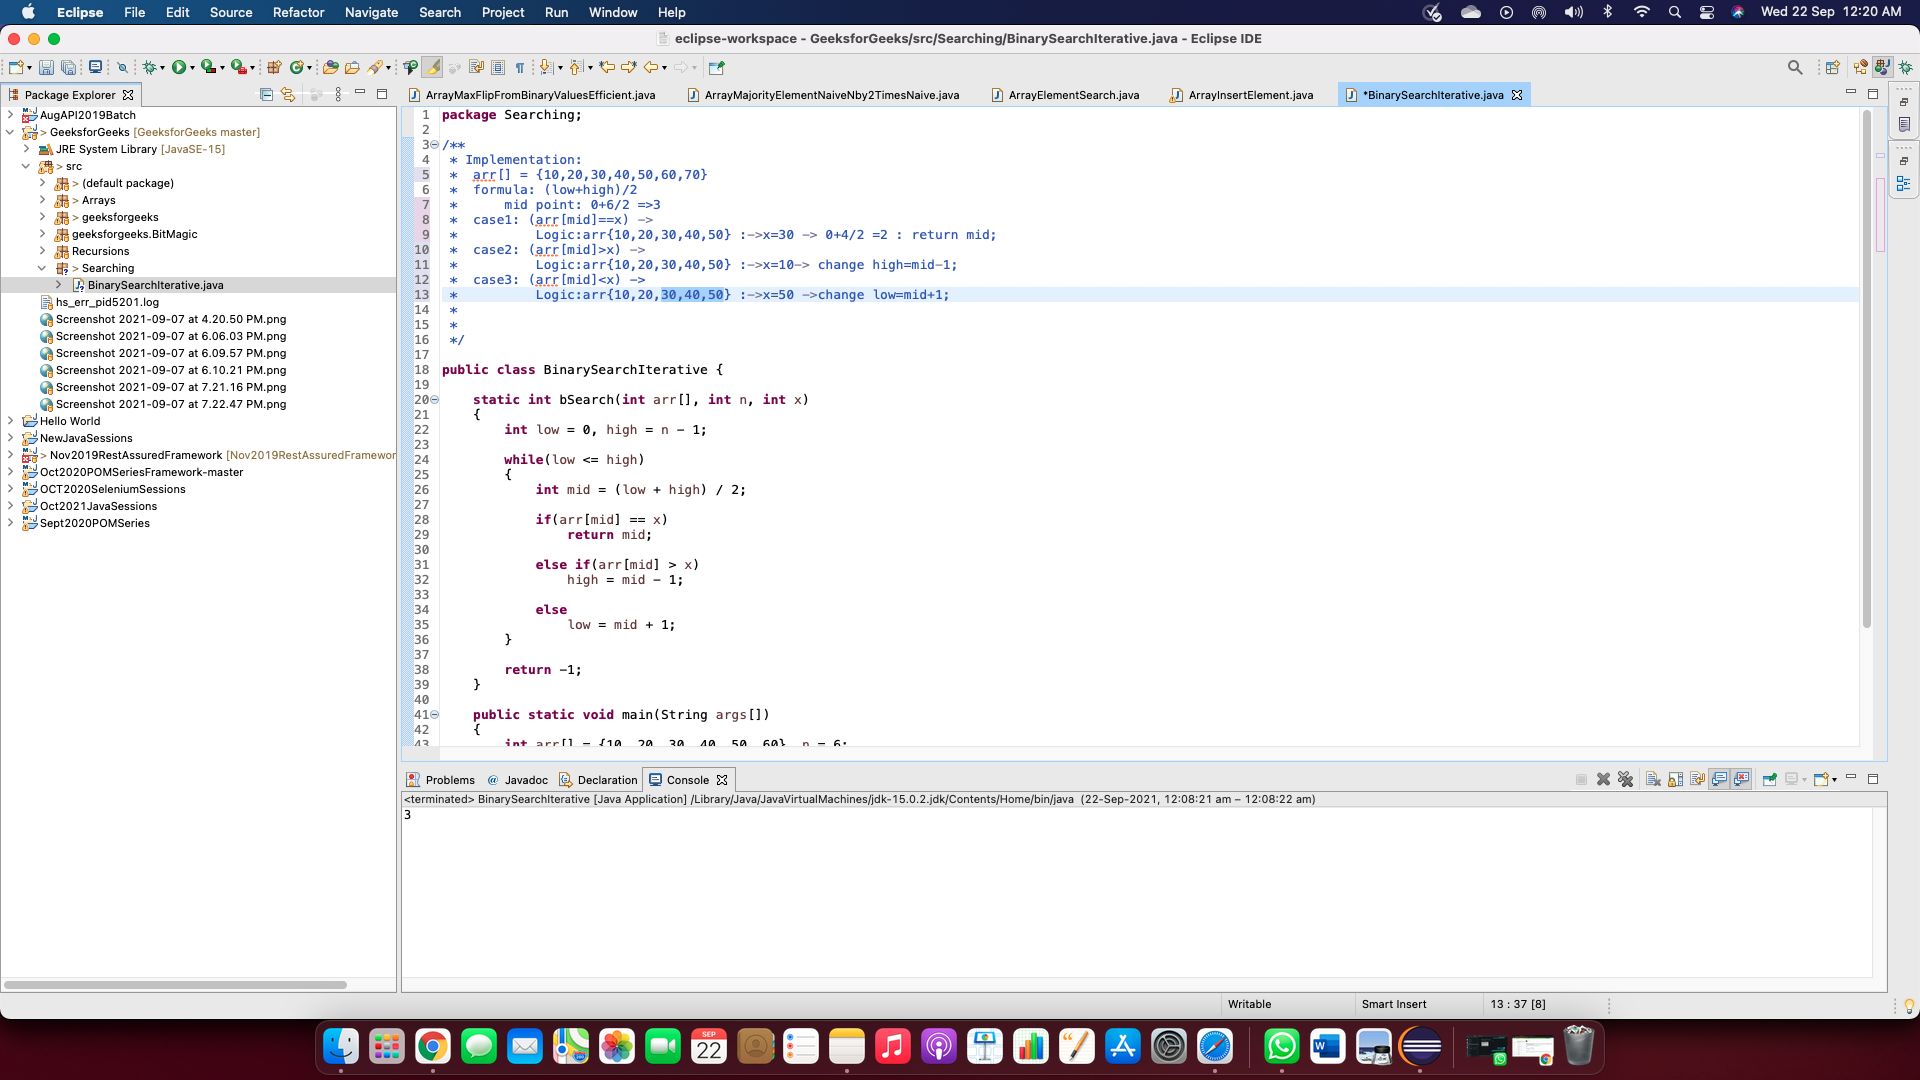 Eclipse File Edit Source Refactor Navigate Search Project Run Window Help Wed 22 Sep 12:20 AM
eclipse-workspace - GeeksforGeeks/src/Searching/BinarySearchIterative.java - Eclipse IDE
Package Explorer
AugAPI2019Batch
> GeeksforGeeks [GeeksforGeeks master]
JRE System Library [JavaSE-15]
> src
> (default package)
> Arrays
> geeksforgeeks
geeksforgeeks.BitMagic
Recursions
> Searching
BinarySearchIterative.java
hs_err_pid5201.log
Screenshot 2021-09-07 at 4.20.50 PM.png
Screenshot 2021-09-07 at 6.06.03 PM.png
Screenshot 2021-09-07 at 6.09.57 PM.png
Screenshot 2021-09-07 at 6.10.21 PM.png
Screenshot 2021-09-07 at 7.21.16 PM.png
Screenshot 2021-09-07 at 7.22.47 PM.png
Hello World
NewJavaSessions
> Nov2019RestAssuredFramework [Nov2019RestAssuredFramewor
Oct2020POMSeriesFramework-master
OCT2020SeleniumSessions
Oct2021JavaSessions
Sept2020POMSeries
ArrayMaxFlipFromBinaryValuesEfficient.java ArrayMajorityElementNaiveNby2TimesNaive.java ArrayElementSearch.java ArrayInsertElement.java *BinarySearchIterative.java
1 package Searching;
2
3 /**
4 * Implementation:
5 * arr[] = {10,20,30,40,50,60,70}
6 * formula: (low+high)/2
7 * mid point: 0+6/2 =>3
8 * case1: (arr[mid]==x) ->
9 * Logic:arr{10,20,30,40,50} :->x=30 -> 0+4/2 =2 : return mid;
10 * case2: (arr[mid]>x) ->
11 * Logic:arr{10,20,30,40,50} :->x=10-> change high=mid-1;
12 * case3: (arr[mid]<x) ->
13 * Logic:arr{10,20,30,40,50} :->x=50 ->change low=mid+1;
14 *
15 *
16 */
17
18 public class BinarySearchIterative {
19
20 static int bSearch(int arr[], int n, int x)
21 {
22 int low = 0, high = n - 1;
23
24 while(low <= high)
25 {
26 int mid = (low + high) / 2;
27
28 if(arr[mid] == x)
29 return mid;
30
31 else if(arr[mid] > x)
32 high = mid - 1;
33
34 else
35 low = mid + 1;
36 }
37
38 return -1;
39 }
40
41 public static void main(String args[])
42 {
43 int arr[] = {10, 20, 30, 40, 50, 60}, n = 6;
Problems @ Javadoc Declaration Console
<terminated> BinarySearchIterative [Java Application] /Library/Java/JavaVirtualMachines/jdk-15.0.2.jdk/Contents/Home/bin/java (22-Sep-2021, 12:08:21 am – 12:08:22 am)
3
Writable Smart Insert 13 : 37 [8]
SEP
22